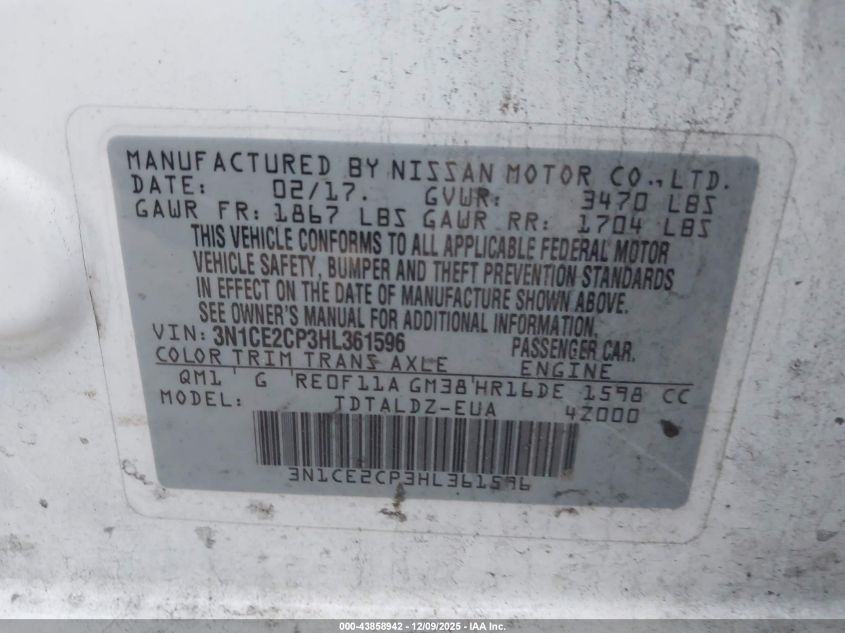 MANUFACTURED BY NISSAN MOTOR CO., LTD.
DATE: 02/17. GVWR: 3470 LBS
GAWR FR: 1867 LBS GAWR RR: 1704 LBS
THIS VEHICLE CONFORMS TO ALL APPLICABLE FEDERAL MOTOR
VEHICLE SAFETY, BUMPER AND THEFT PREVENTION STANDARDS
IN EFFECT ON THE DATE OF MANUFACTURE SHOWN ABOVE.
SEE OWNER'S MANUAL FOR ADDITIONAL INFORMATION.
VIN: 3N1CE2CP3HL361596 PASSENGER CAR.
COLOR TRIM TRANS AXLE ENGINE
QM1 ' G 'RE0F11A GM38'HR16DE 1598 CC
MODEL: TDTALDZ-EUA 4Z000
3N1CE2CP3HL361596
000-43858942 - 12/09/2025 - IAA Inc.